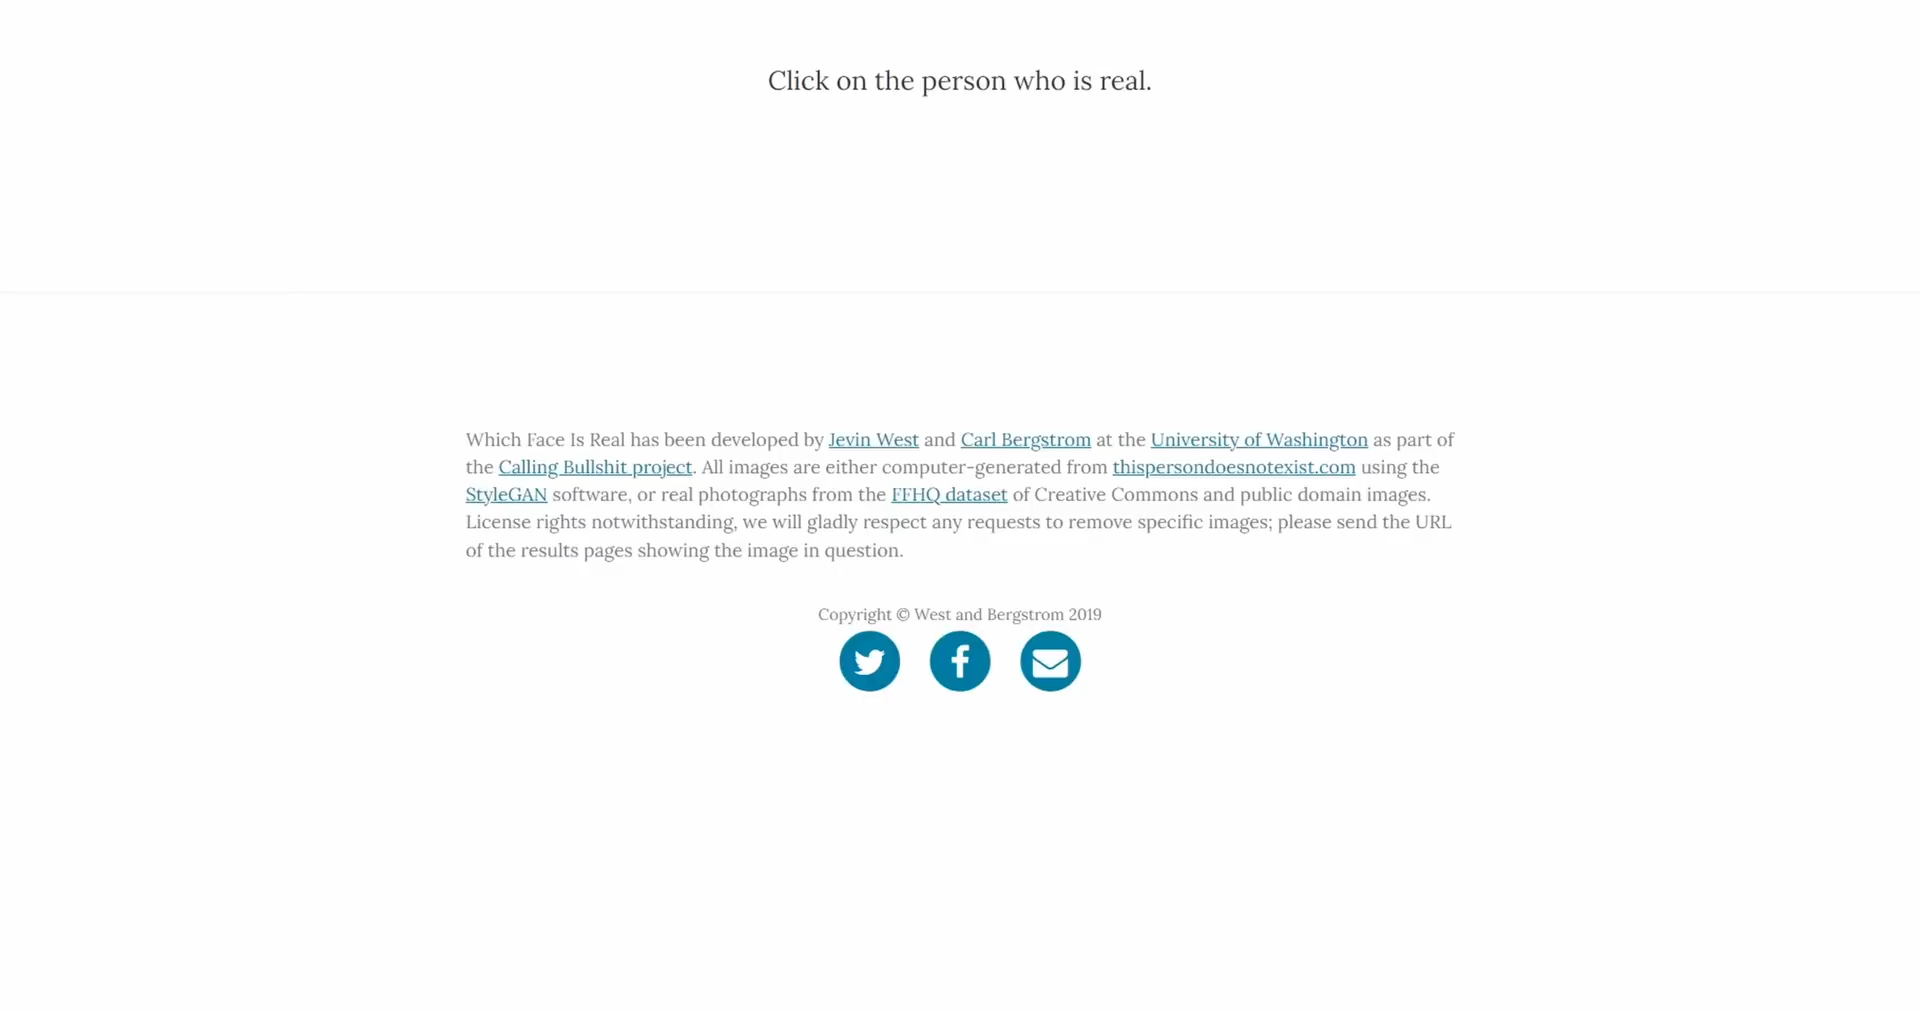 Click on the person who is real.
Which Face Is Real has been developed by Jevin West and Carl Bergstrom at the University of Washington as part of
the Calling Bullshit project. All images are either computer-generated from thispersondoesnotexist.com using the
StyleGAN software, or real photographs from the FFHQ dataset of Creative Commons and public domain images.
License rights notwithstanding, we will gladly respect any requests to remove specific images; please send the URL
of the results pages showing the image in question.
Copyright © West and Bergstrom 2019